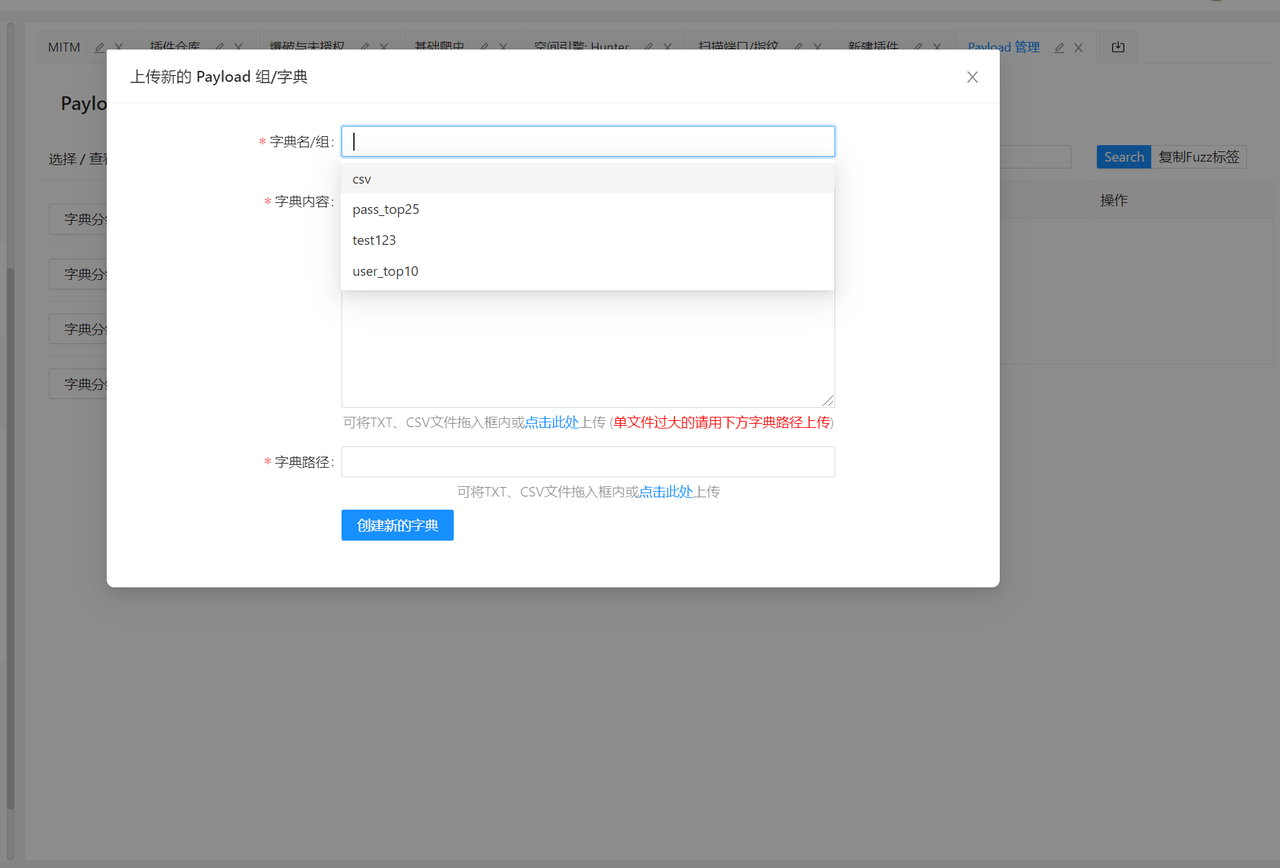 MITM 插件仓库 爆破与未授权 基础爬虫 空间引擎: Hunter 扫描端口/指纹 新建插件 Payload 管理
上传新的 Payload 组/字典
Paylo
* 字典名/组:
选择 / 查看
Search 复制Fuzz标签
csv
* 字典内容:
操作
pass_top25
字典分
test123
user_top10
字典分
字典分
字典分
可将TXT、CSV文件拖入框内或点击此处上传 (单文件过大的请用下方字典路径上传)
* 字典路径:
可将TXT、CSV文件拖入框内或点击此处上传
创建新的字典